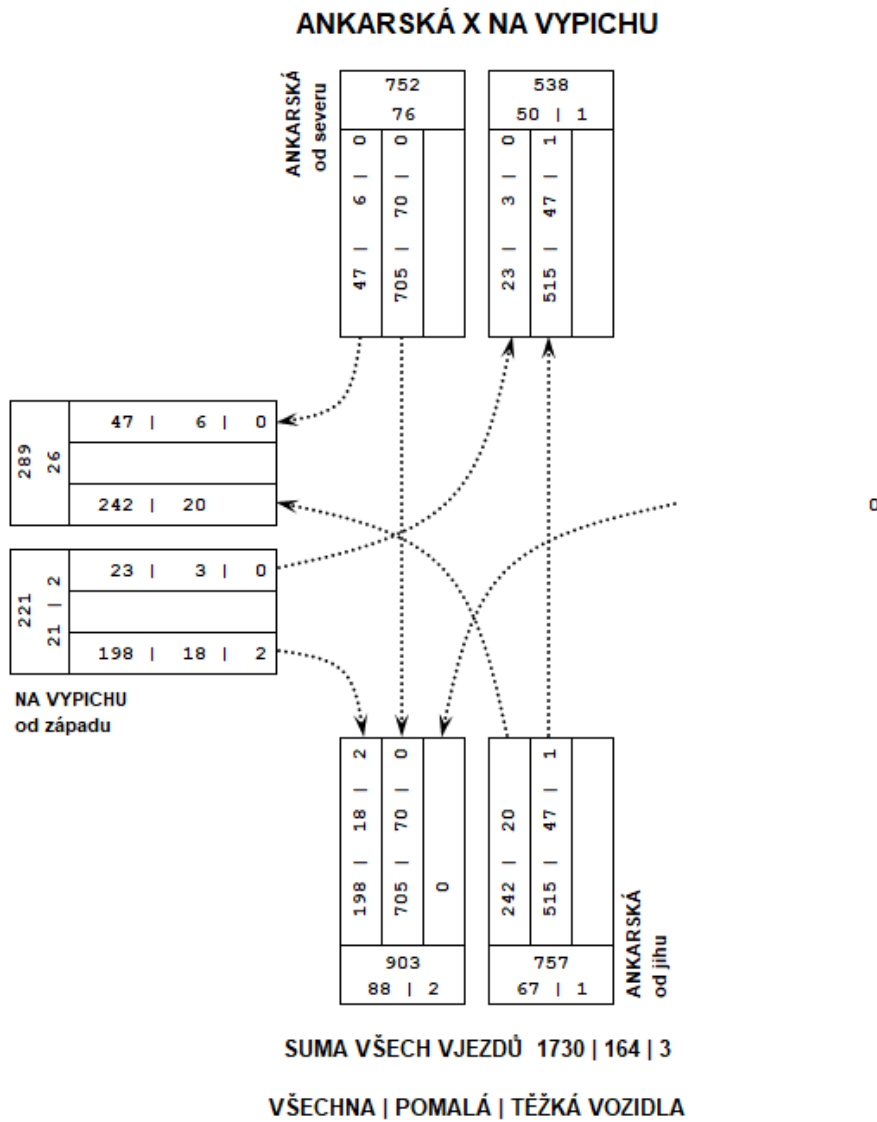 ANKARSKÁ X NA VYPICHU
ANKARSKÁ
od severu
752
76
47 | 6 | 0
705 | 70 | 0
538
50 | 1
23 | 3 | 0
515 | 47 | 1
289
26
47 | 6 | 0
242 | 20
0
221
21 | 2
23 | 3 | 0
198 | 18 | 2
NA VYPICHU
od západu
198 | 18 | 2
705 | 70 | 0
0
903
88 | 2
242 | 20
515 | 47 | 1
757
67 | 1
ANKARSKÁ
od jihu
SUMA VŠECH VJEZDŮ 1730 | 164 | 3
VŠECHNA | POMALÁ | TĚŽKÁ VOZIDLA